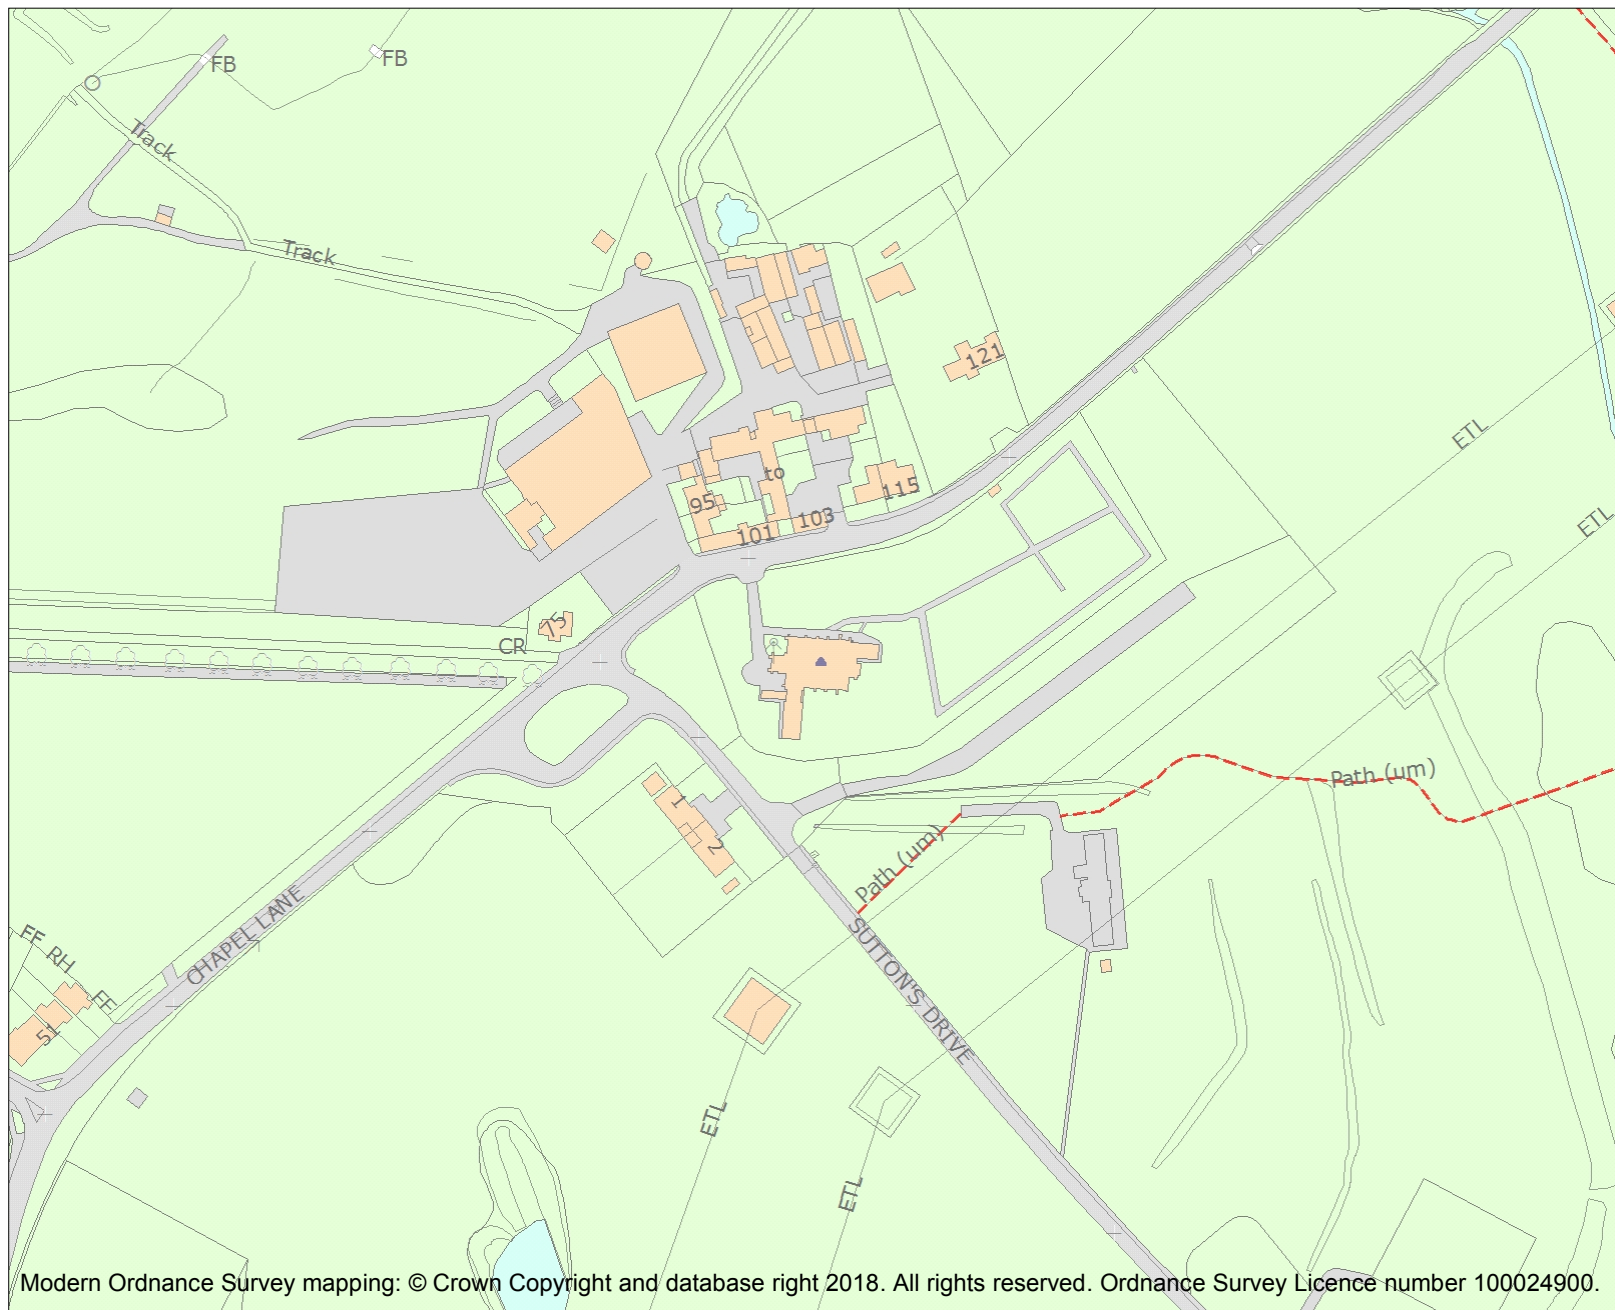 FB
FB
Track
Track
121
ETL
to
95
115
103
101
ETL
75
CR
Path (um)
1
2
Path (um)
CHAPEL LANE
SUTTON'S DRIVE
FF
RH
FF
51
ETL
ETL
Modern Ordnance Survey mapping: © Crown Copyright and database right 2018. All rights reserved. Ordnance Survey Licence number 100024900.